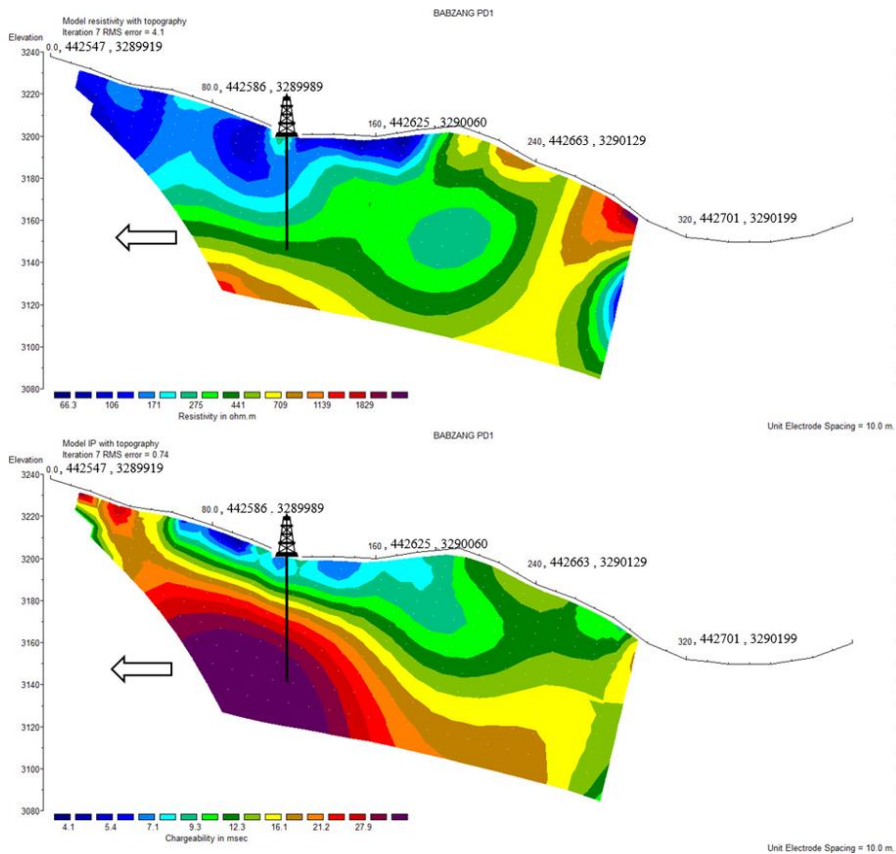 BABZANG PD1
Model resistivity with topography
Iteration 7 RMS error = 4.1
Elevation
0.0, 442547 , 3289919
3240
80.0, 442586 , 3289989
3220
160, 442625 , 3290060
3200
240, 442663 , 3290129
3180
3160
320, 442701 , 3290199
3140
3120
3100
3080
66.3 106 171 275 441 709 1139 1829
Resistivity in ohm.m
Unit Electrode Spacing = 10.0 m.
BABZANG PD1
Model IP with topography
Iteration 7 RMS error = 0.74
Elevation
0.0, 442547 , 3289919
3240
80.0, 442586 . 3289989
3220
160, 442625 , 3290060
3200
240, 442663 , 3290129
3180
3160
320, 442701 , 3290199
3140
3120
3100
3080
4.1 5.4 7.1 9.3 12.3 16.1 21.2 27.9
Chargeability in msec
Unit Electrode Spacing = 10.0 m.